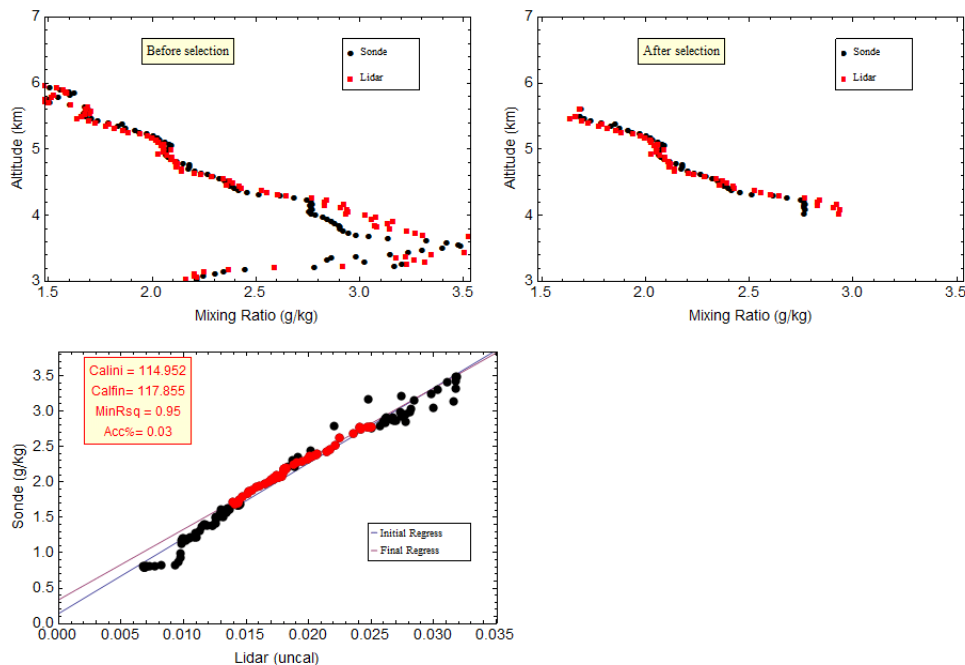 7
6
5
4
3
Altitude (km)
Before selection
Sonde
Lidar
1.5 2.0 2.5 3.0 3.5
Mixing Ratio (g/kg)
7
6
5
4
3
Altitude (km)
After selection
Sonde
Lidar
1.5 2.0 2.5 3.0 3.5
Mixing Ratio (g/kg)
3.5
3.0
2.5
2.0
1.5
1.0
0.5
0.0
Sonde (g/kg)
Calini = 114.952
Calfin = 117.855
MinRsq = 0.95
Acc%= 0.03
Initial Regress
Final Regress
0.000 0.005 0.010 0.015 0.020 0.025 0.030 0.035
Lidar (uncal)